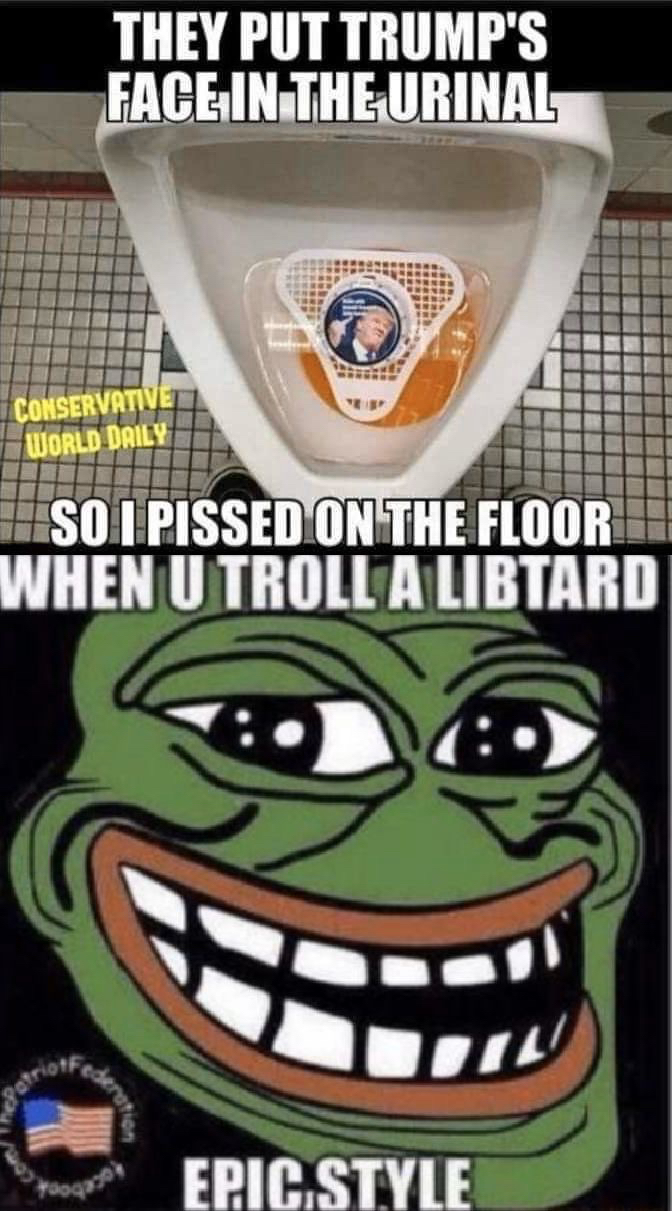 THEY PUT TRUMP'S
FACE IN THE URINAL
CONSERVATIVE
WORLD DAILY
SO I PISSED ON THE FLOOR
WHEN U TROLL A LIBTARD
ThePatriotFederation
Facebook.com/
EPIC STYLE